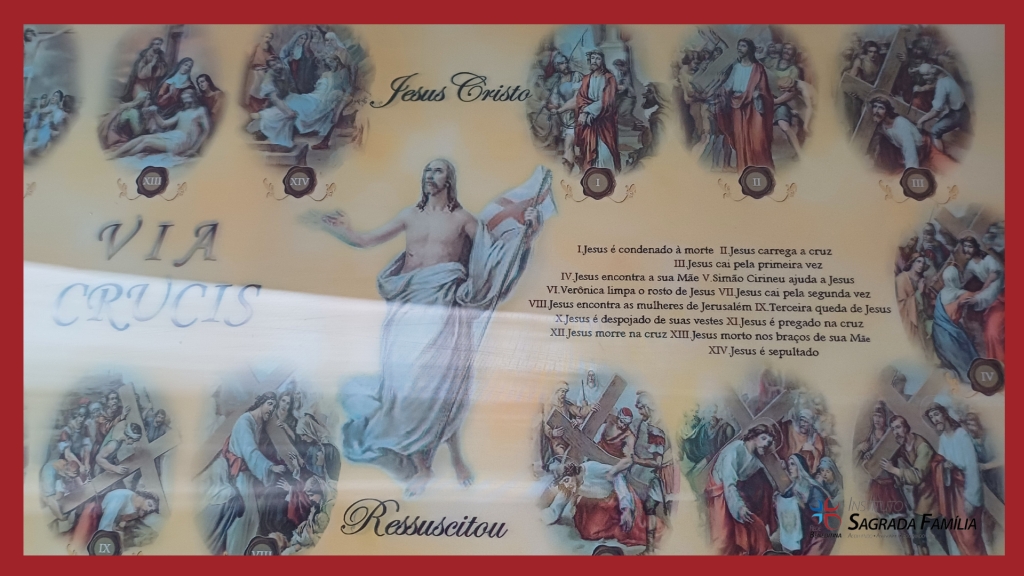 Jesus Cristo
XIII
XIV
I
II
III
VIA
CRUCIS
I.Jesus é condenado à morte II.Jesus carrega a cruz
III.Jesus cai pela primeira vez
IV.Jesus encontra a sua Mãe V.Simão Cirineu ajuda a Jesus
VI.Verônica limpa o rosto de Jesus VII.Jesus cai pela segunda vez
VIII.Jesus encontra as mulheres de Jerusalém IX.Terceira queda de Jesus
X.Jesus é despojado de suas vestes XI.Jesus é pregado na cruz
XII.Jesus morre na cruz XIII.Jesus morto nos braços de sua Mãe
XIV.Jesus é sepultado
IV
IX
VIII
Ressuscitou
INSTITUTO
SAGRADA FAMÍLIA